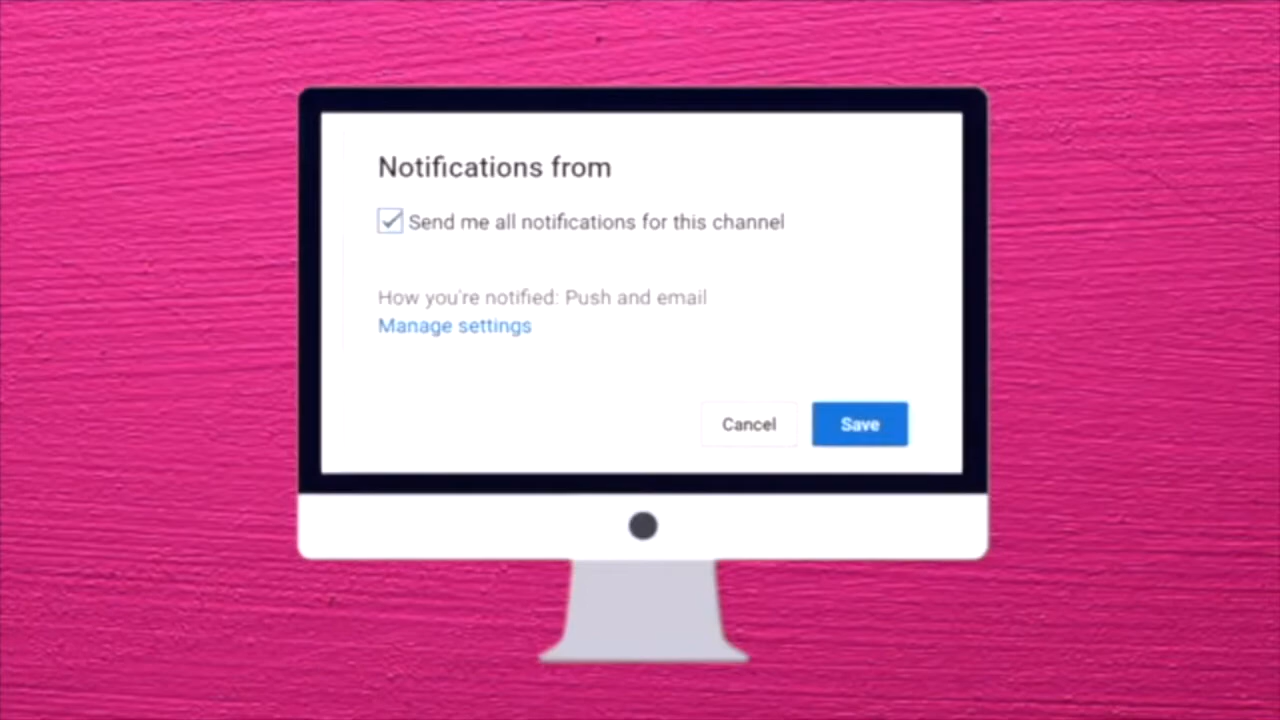 Notifications from
Send me all notifications for this channel
How you're notified: Push and email
Manage settings
Cancel
Save